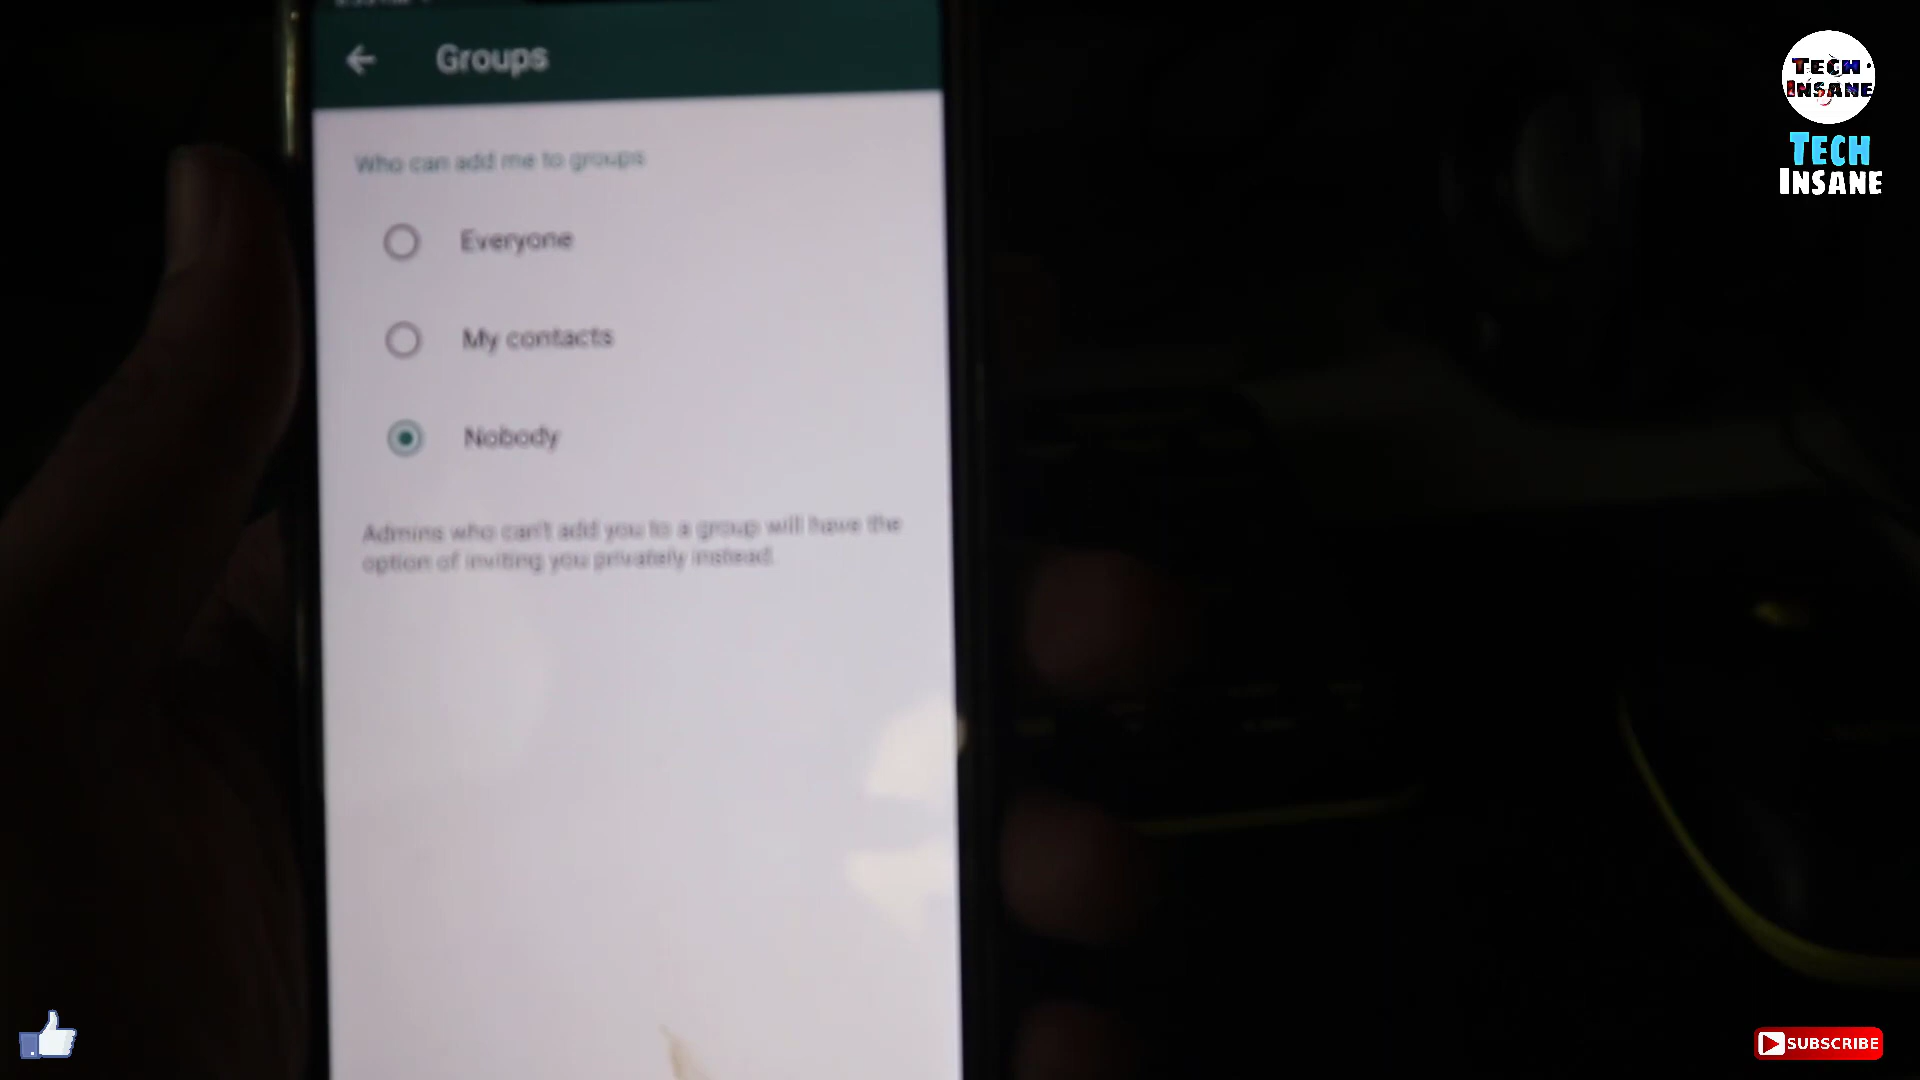 Groups
Who can add me to groups
Everyone
My contacts
Nobody
Admins who can't add you to a group will have the
option of inviting you privately instead.
TECH
INSANE
TECH
INSANE
SUBSCRIBE